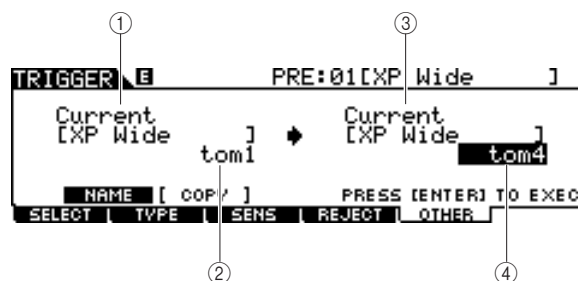 ① ③
TRIGGER E PRE:01[XP Wide ]
Current Current
[XP Wide ] [XP Wide ]
tom1 tom4
NAME [ COPY ] PRESS [ENTER] TO EXEC
SELECT TYPE SENS REJECT OTHER
② ④